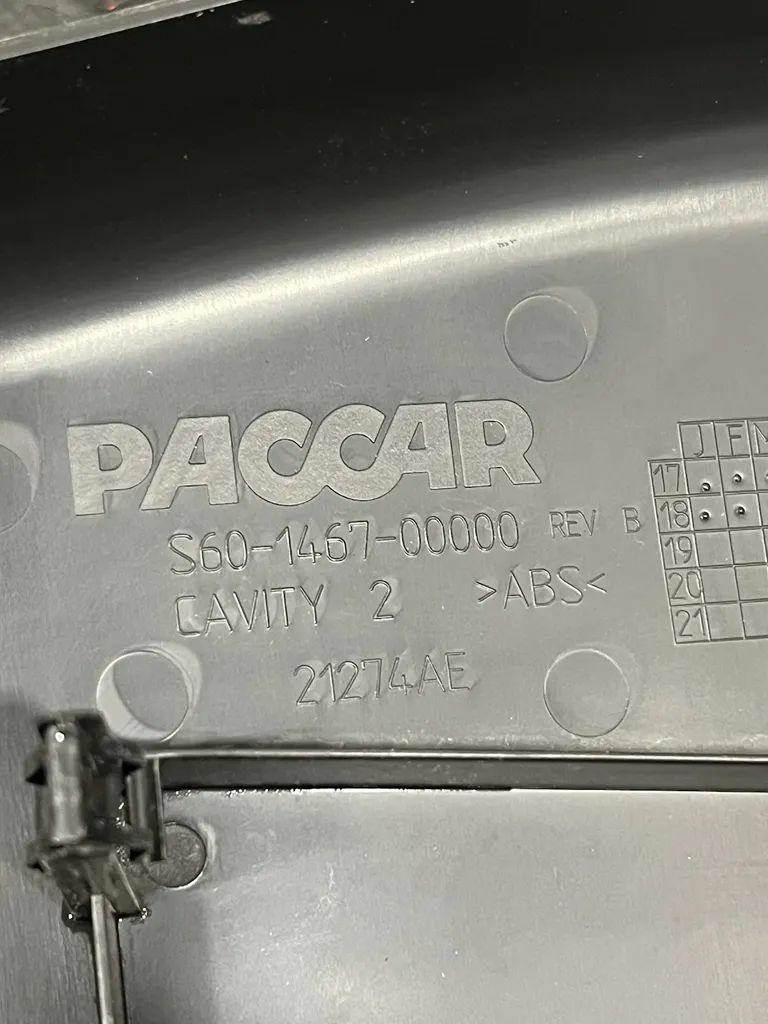 PACCAR
S60-1467-00000 REV B
CAVITY 2 >ABS<
21274AE
J F M
17
18
19
20
21